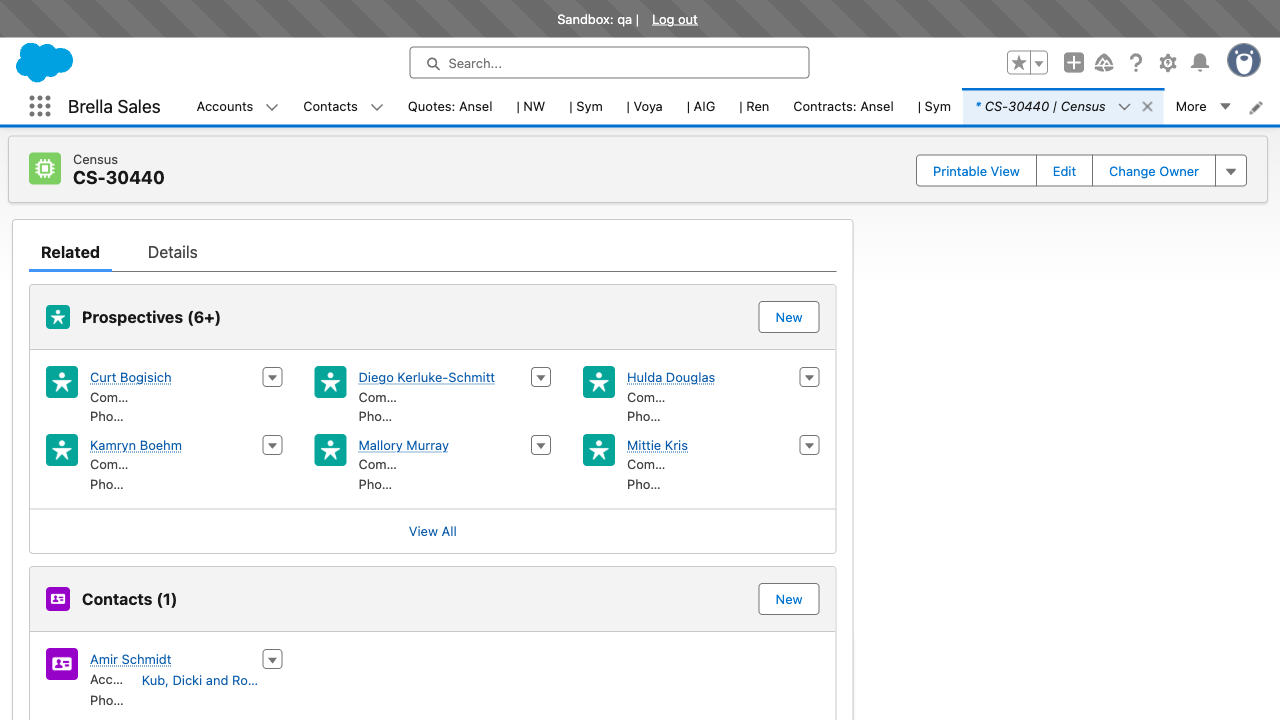 Sandbox: qa | Log out
Search...
Brella Sales Accounts Contacts Quotes: Ansel | NW | Sym | Voya | AIG | Ren Contracts: Ansel | Sym * CS-30440 | Census More
Census
CS-30440
Printable View Edit Change Owner
Related Details
Prospectives (6+) New
Curt Bogisich Diego Kerluke-Schmitt Hulda Douglas
Com... Com... Com...
Pho... Pho... Pho...
Kamryn Boehm Mallory Murray Mittie Kris
Com... Com... Com...
Pho... Pho... Pho...
View All
Contacts (1) New
Amir Schmidt
Acc... Kub, Dicki and Ro...
Pho...